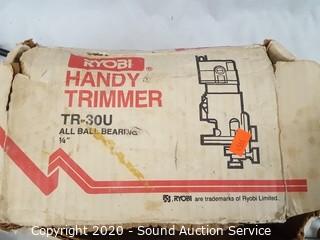 RYOBI
HANDY
TRIMMER
TR-30U
ALL BALL BEARING
¼"
RYOBI are trademarks of Ryobi Limited.
Copyright 2020 - Sound Auction Service